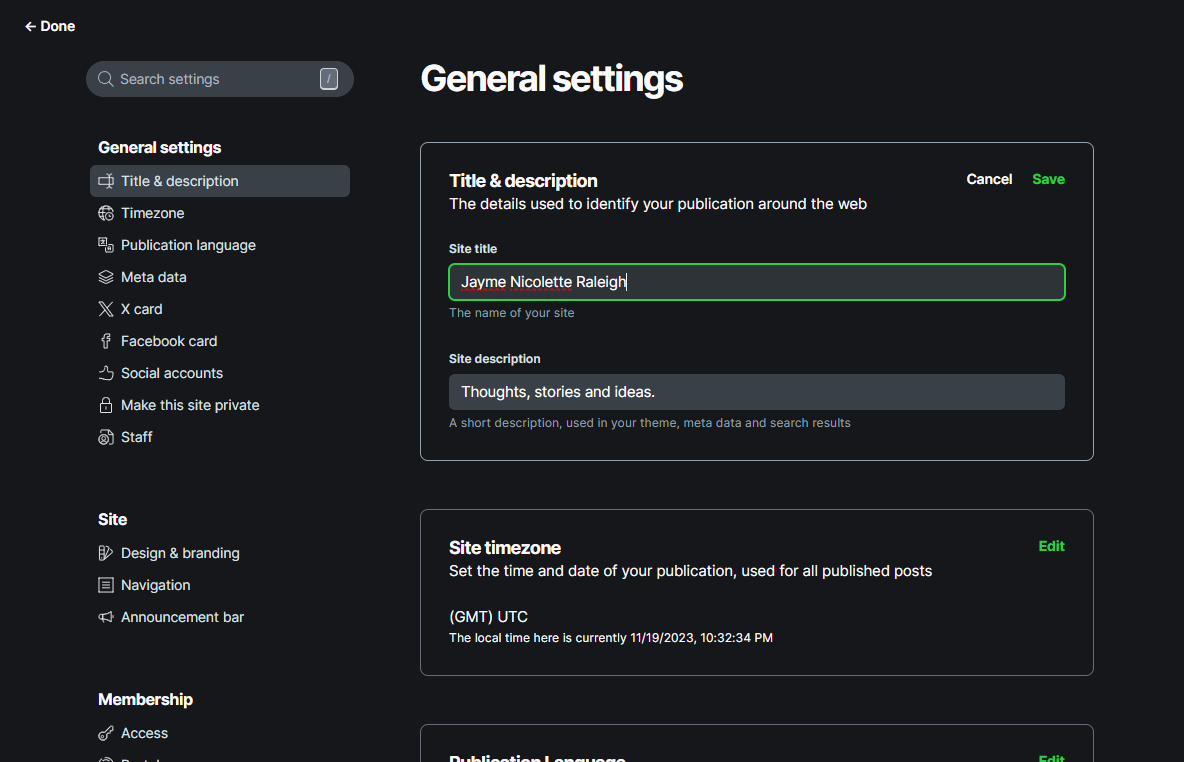 ← Done
Search settings /
General settings
Title & description
Timezone
Publication language
Meta data
X card
Facebook card
Social accounts
Make this site private
Staff
Site
Design & branding
Navigation
Announcement bar
Membership
Access
General settings
Title & description
Cancel Save
The details used to identify your publication around the web
Site title
Jayme Nicolette Raleigh
The name of your site
Site description
Thoughts, stories and ideas.
A short description, used in your theme, meta data and search results
Site timezone
Edit
Set the time and date of your publication, used for all published posts
(GMT) UTC
The local time here is currently 11/19/2023, 10:32:34 PM
Publication Language
Edit